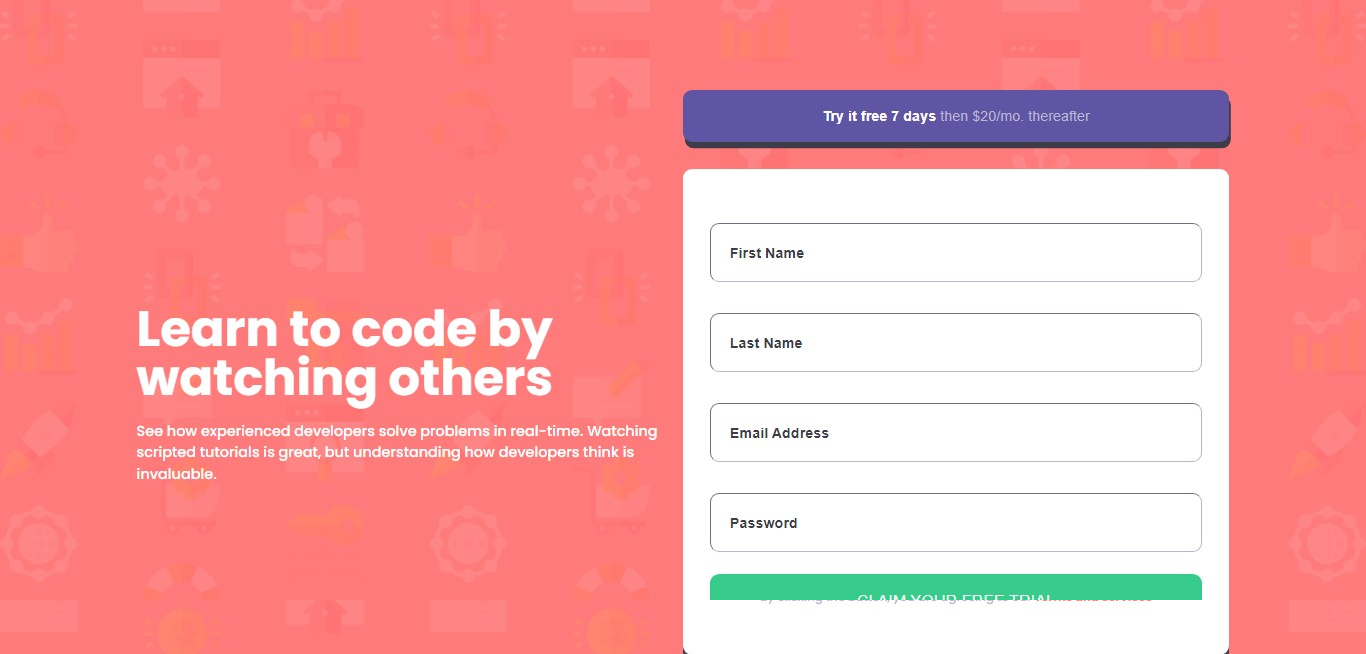 Try it free 7 days then $20/mo. thereafter
First Name
Last Name
Learn to code by
watching others
See how experienced developers solve problems in real-time. Watching
scripted tutorials is great, but understanding how developers think is
invaluable.
Email Address
Password
CLAIM YOUR FREE TRIAL